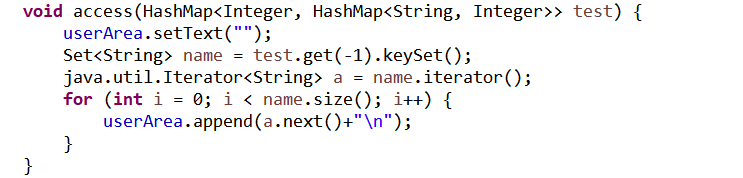 void access(HashMap<Integer, HashMap<String, Integer>> test) {
    userArea.setText("");
    Set<String> name = test.get(-1).keySet();
    java.util.Iterator<String> a = name.iterator();
    for (int i = 0; i < name.size(); i++) {
        userArea.append(a.next()+"\n");
    }
}